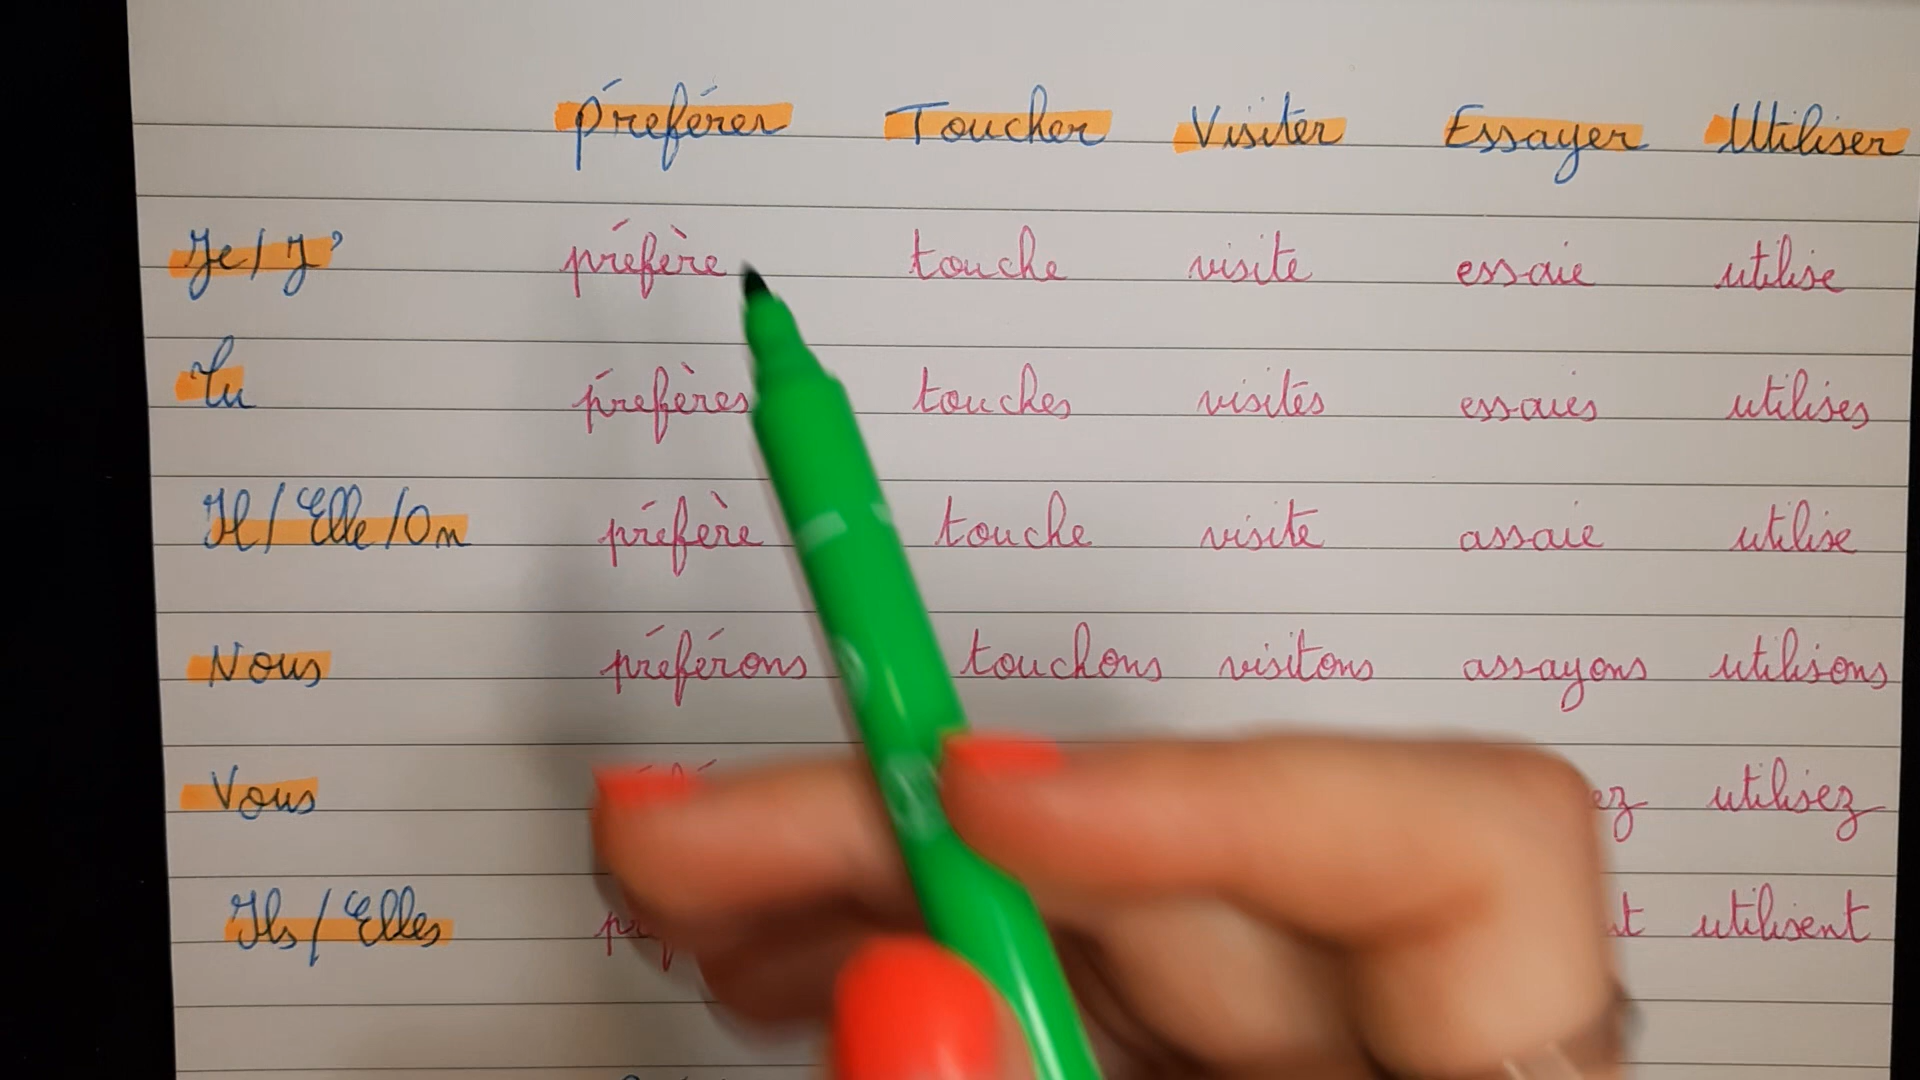 Préférer Toucher Visiter Essayer Utiliser
Je/J' préfère touche visite essaie utilise
Tu préfères touches visites essaies utilises
Il/Elle/On préfère touche visite assaie utilise
Nous préférons touchons visitons assayons utilisons
Vous utilisez
Ils/Elles utilisent